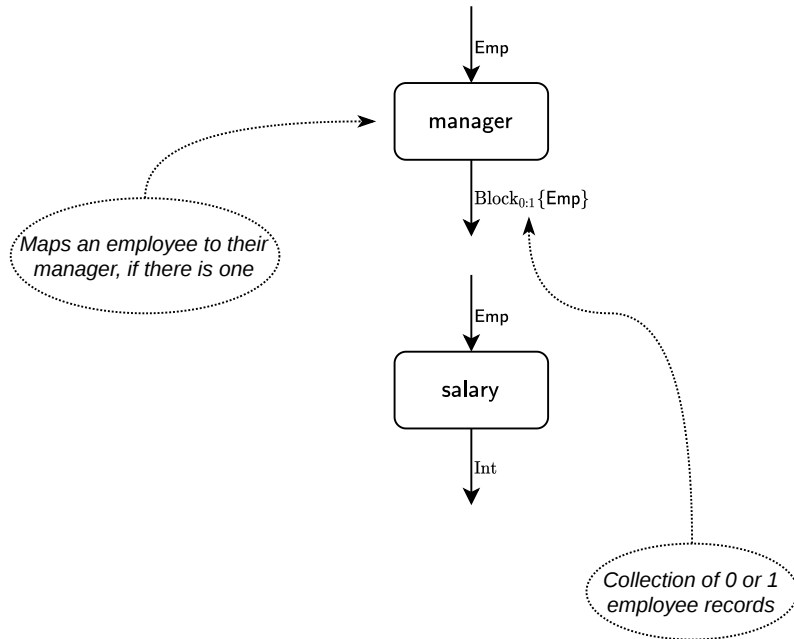 Emp
manager
Block0:1{Emp}
Maps an employee to their
manager, if there is one
Emp
salary
Int
Collection of 0 or 1
employee records